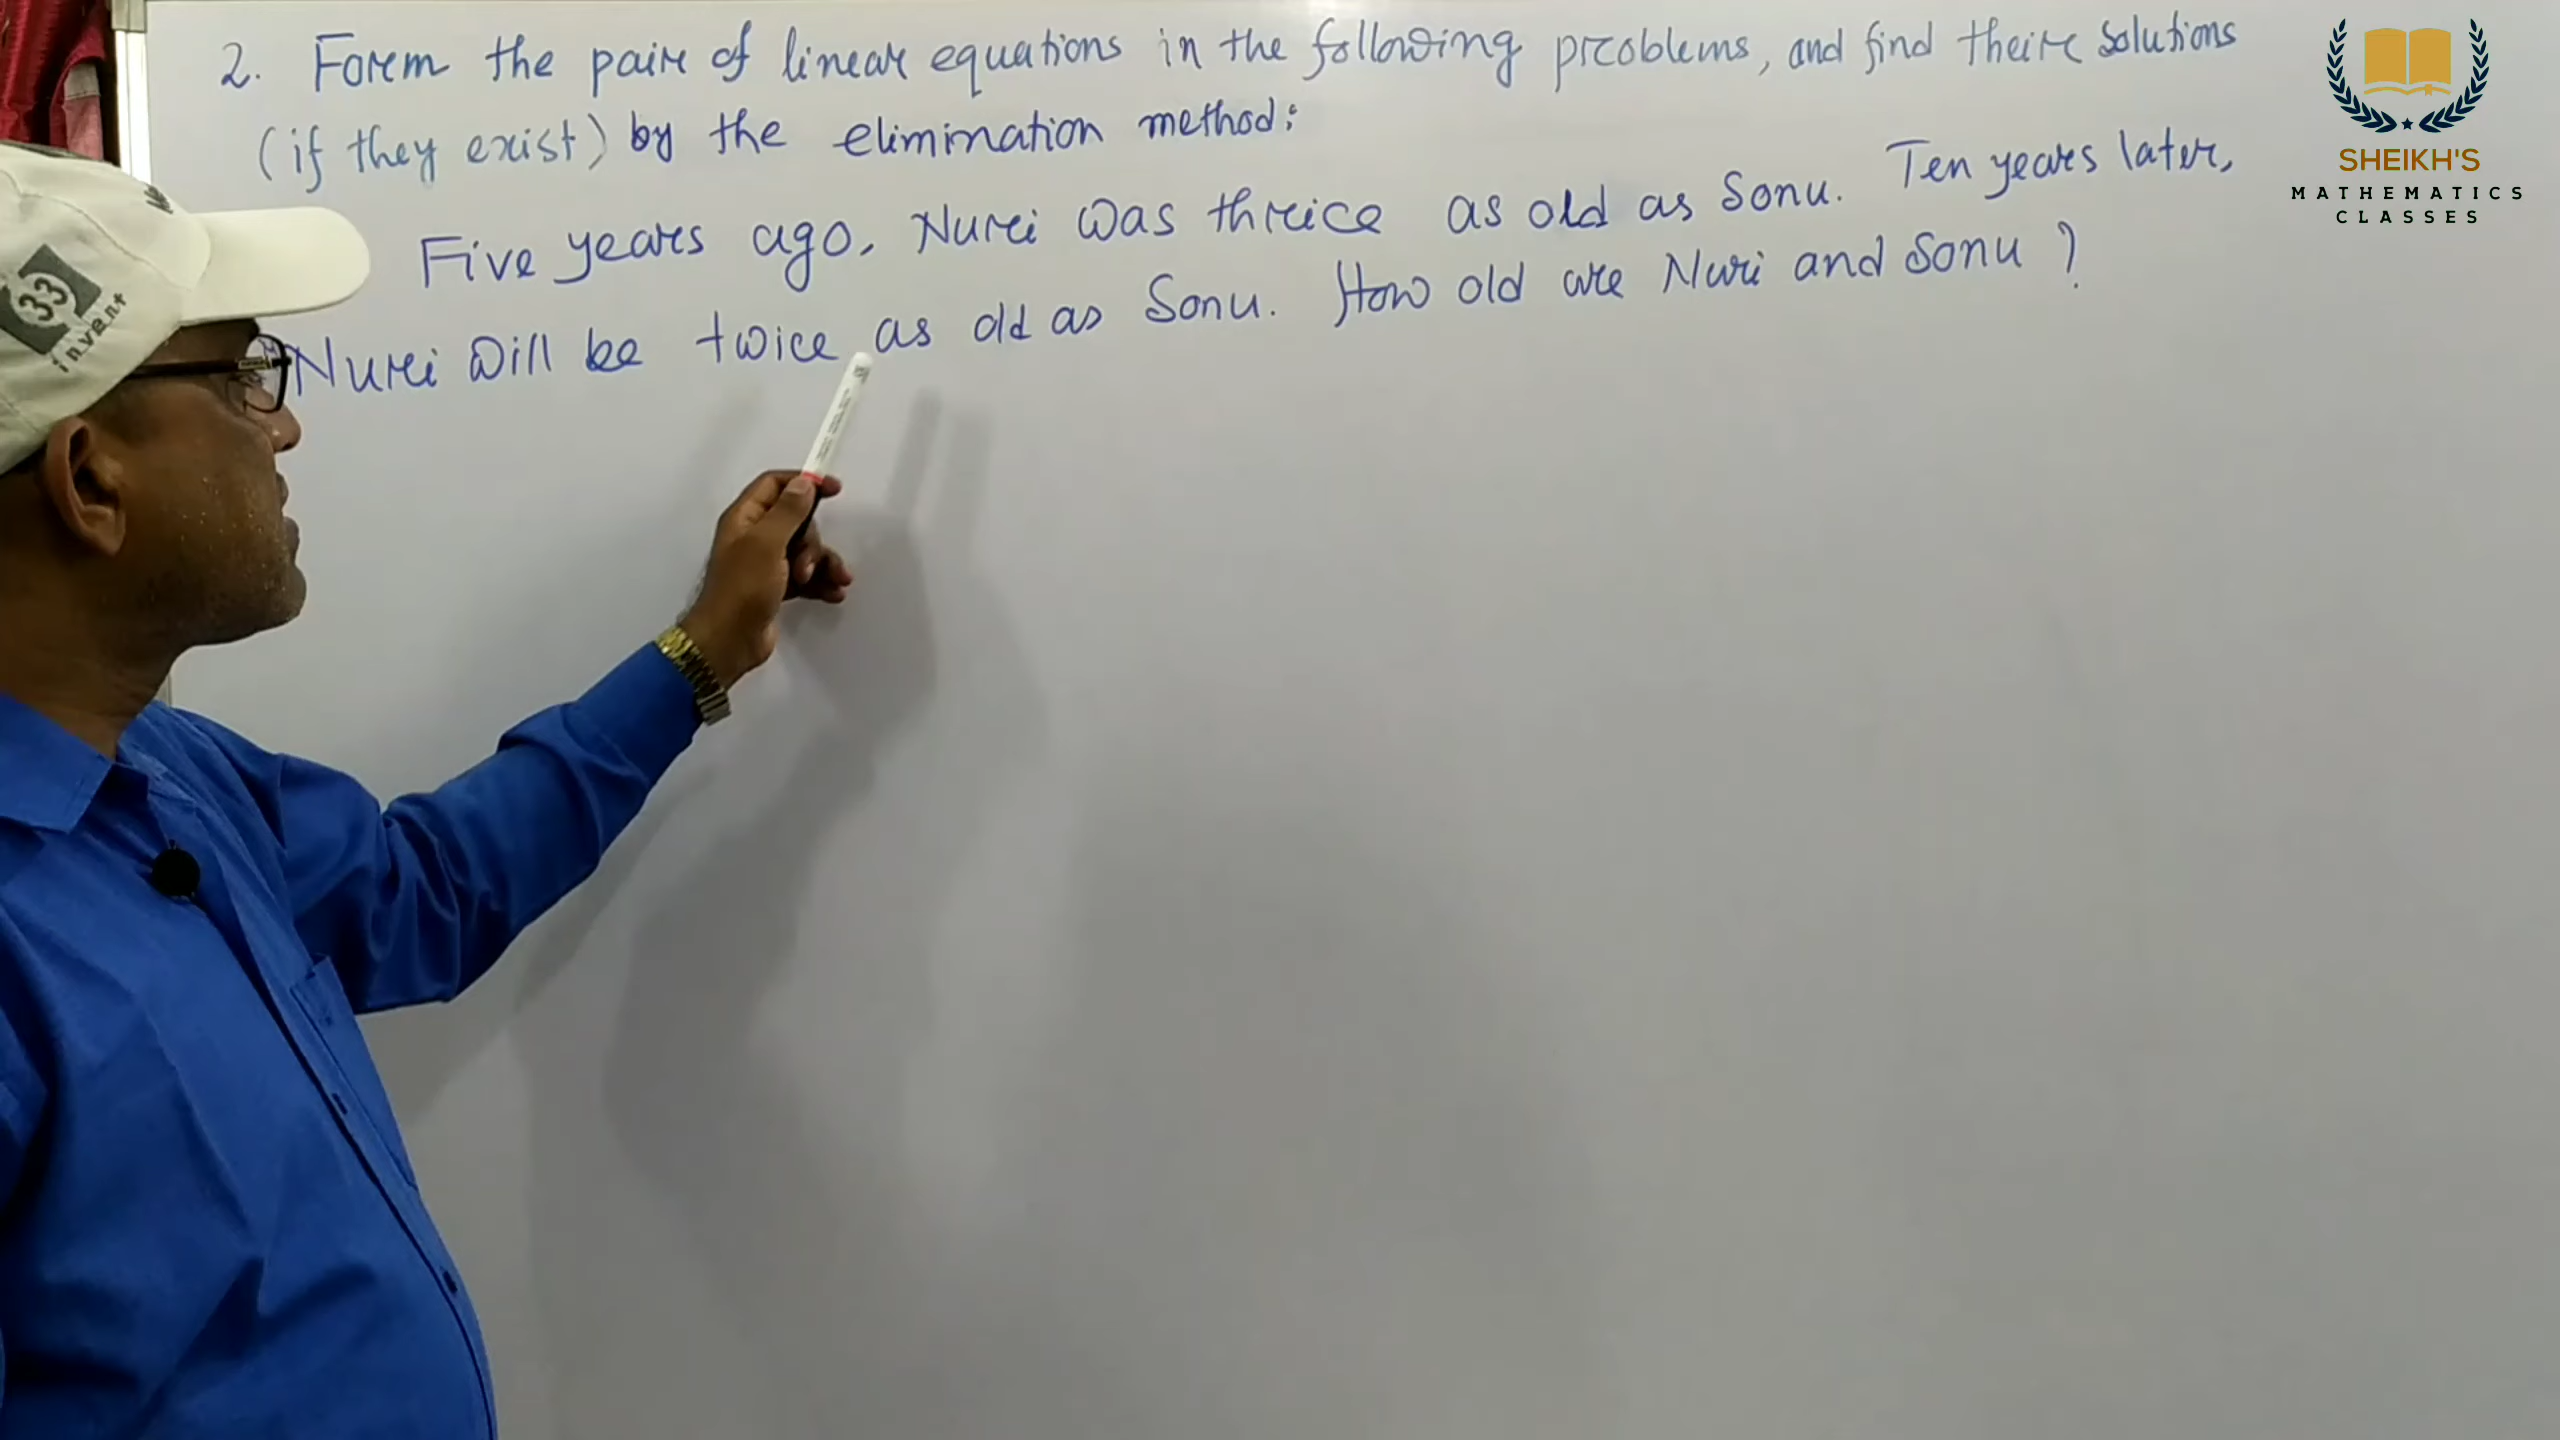 2. Form the pair of linear equations in the following problems, and find their solutions
(if they exist) by the elimination method:
Five years ago, Nuri was thrice as old as Sonu. Ten years later,
Nuri will be twice as old as Sonu. How old are Nuri and Sonu?
SHEIKH'S
MATHEMATICS
CLASSES
33
invent